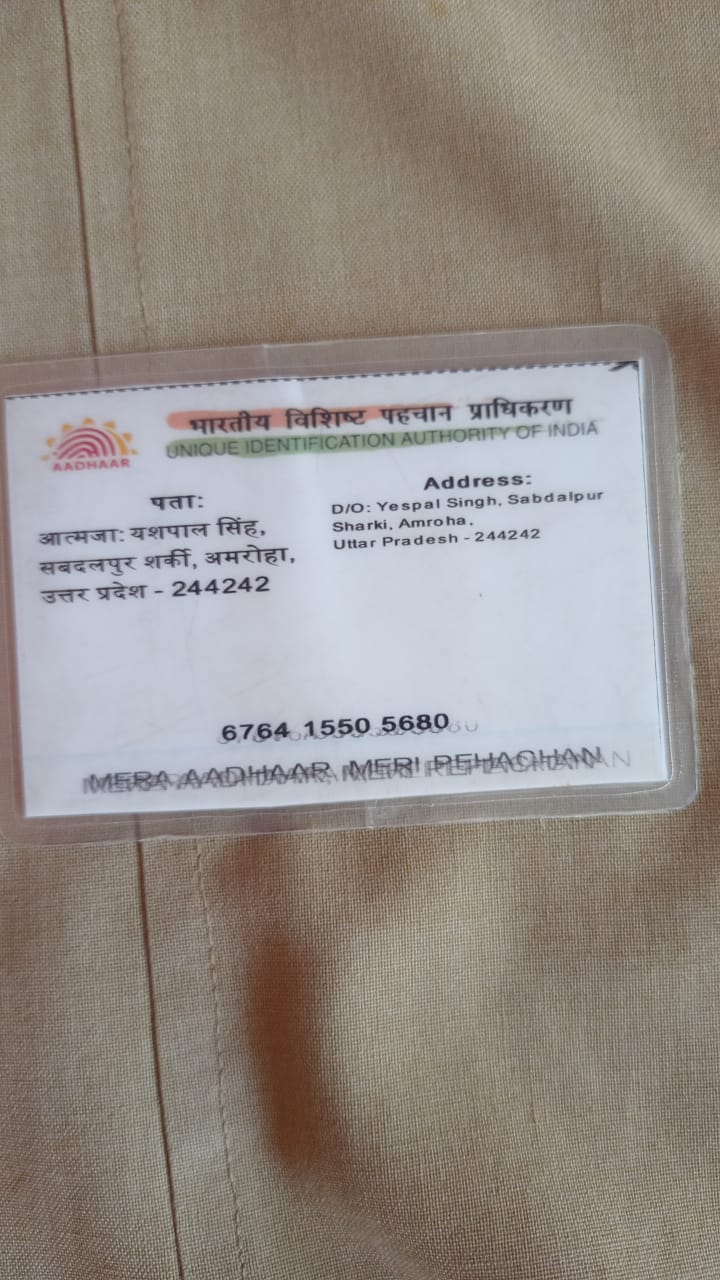 भारतीय विशिष्ट पहचान प्राधिकरण
UNIQUE IDENTIFICATION AUTHORITY OF INDIA
AADHAAR
पता:
आत्मजा: यशपाल सिंह,
सबदलपुर शर्की, अमरोहा,
उत्तर प्रदेश - 244242
Address:
D/O: Yespal Singh, Sabdalpur
Sharki, Amroha,
Uttar Pradesh - 244242
6764 1550 5680
MERA AADHAAR MERI PEHACHAN